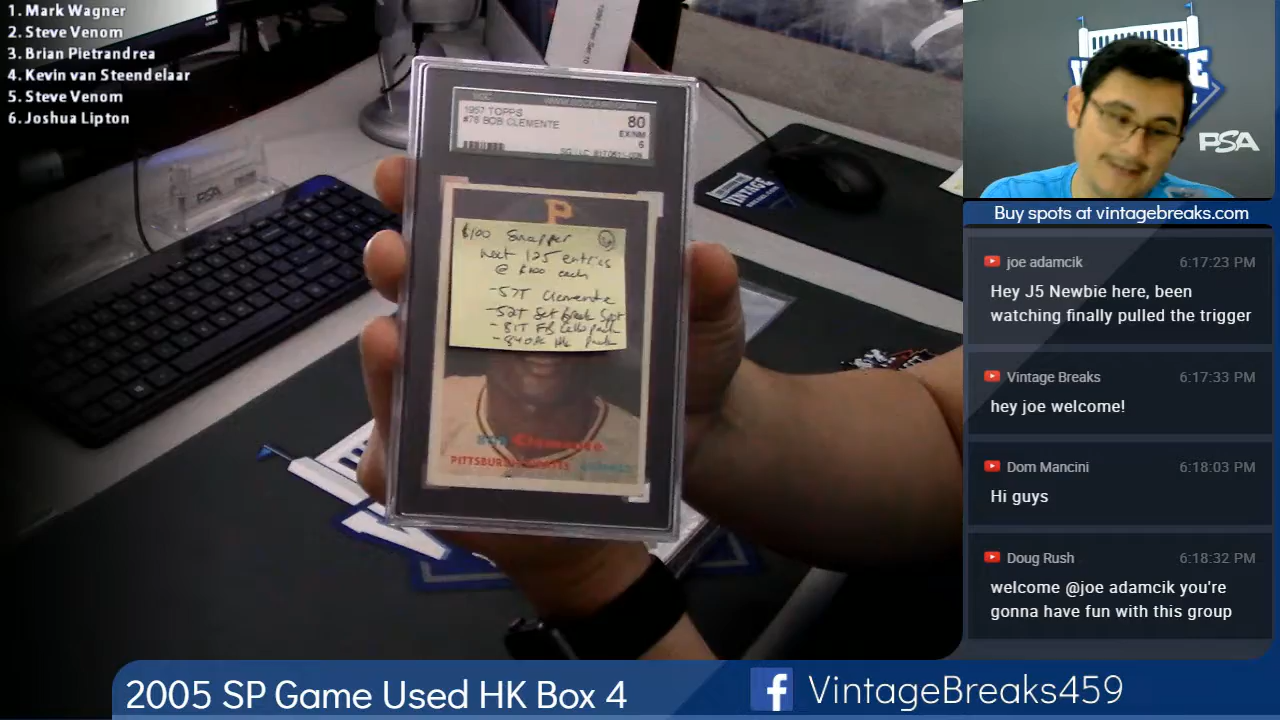 1. Mark Wagner
2. Steve Venom
3. Brian Pietrandrea
4. Kevin van Steendelaar
5. Steve Venom
6. Joshua Lipton
1957 TOPPS
#76 BOB CLEMENTE
80
EX/NM
6
P
$100 Snapper
Next 125 entries
@ $100 each
- 57T Clemente
- 52T Set Break Spot
- 81T FB Cello pack
Clemente
PITTSBURGH PIRATES
PSA
VINTAGE
PSA
Buy spots at vintagebreaks.com
joe adamcik 6:17:23 PM
Hey J5 Newbie here, been
watching finally pulled the trigger
Vintage Breaks 6:17:33 PM
hey joe welcome!
Dom Mancini 6:18:03 PM
Hi guys
Doug Rush 6:18:32 PM
welcome @joe adamcik you're
gonna have fun with this group
2005 SP Game Used HK Box 4
f VintageBreaks459